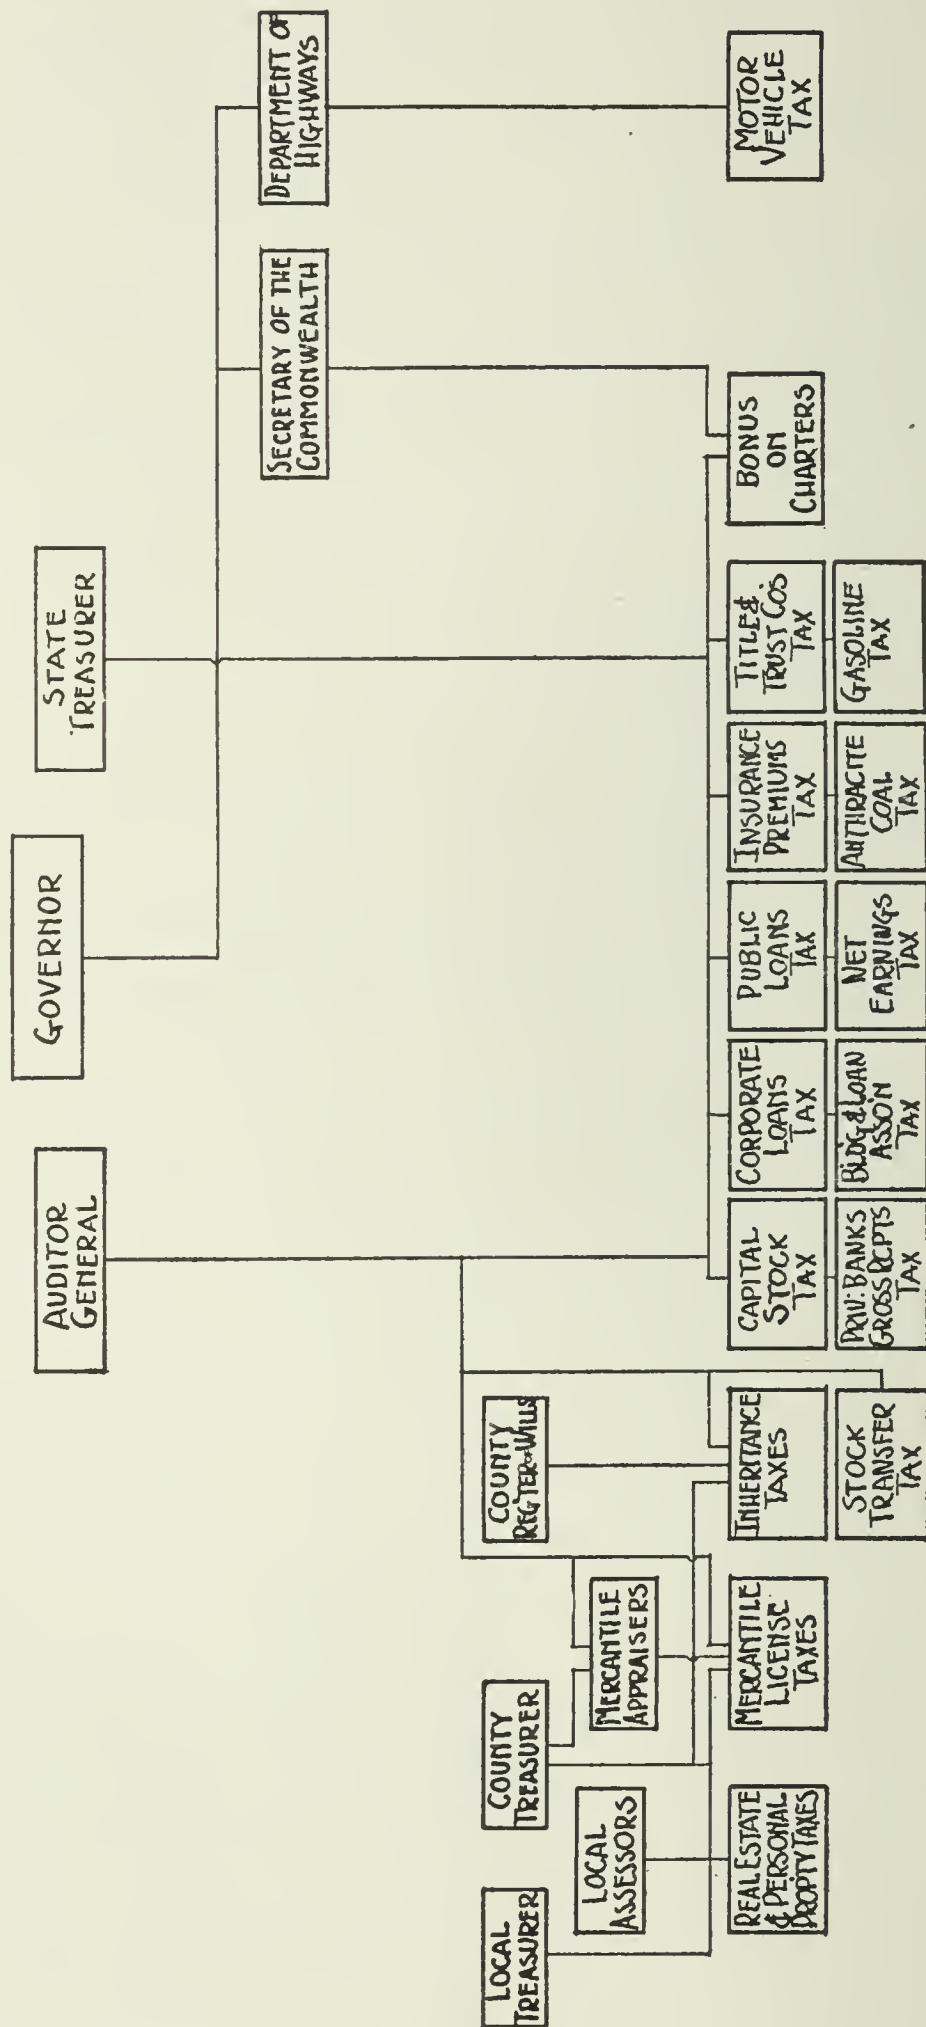 AUDITOR
GENERAL
GOVERNOR
STATE
TREASURER
SECRETARY OF THE
COMMONWEALTH
DEPARTMENT OF
HIGHWAYS
LOCAL
TREASURER
COUNTY
TREASURER
COUNTY
REG'TER OF WILLS
LOCAL
ASSESSORS
MERCANTILE
APPRAISERS
REAL ESTATE
& PERSONAL
PROPTY TAXES
MERCANTILE
LICENSE
TAXES
INHERITANCE
TAXES
CAPITAL
STOCK
TAX
CORPORATE
LOANS
TAX
PUBLIC
LOANS
TAX
INSURANCE
PREMIUMS
TAX
TITLE &
TRUST COS
TAX
BONUS
ON
CHARTERS
MOTOR
VEHICLE
TAX
STOCK
TRANSFER
TAX
PRIV. BANKS
GROSS RCPTS
TAX
BLDG & LOAN
ASSO'N
TAX
NET
EARNINGS
TAX
ANTHRACITE
COAL
TAX
GASOLINE
TAX